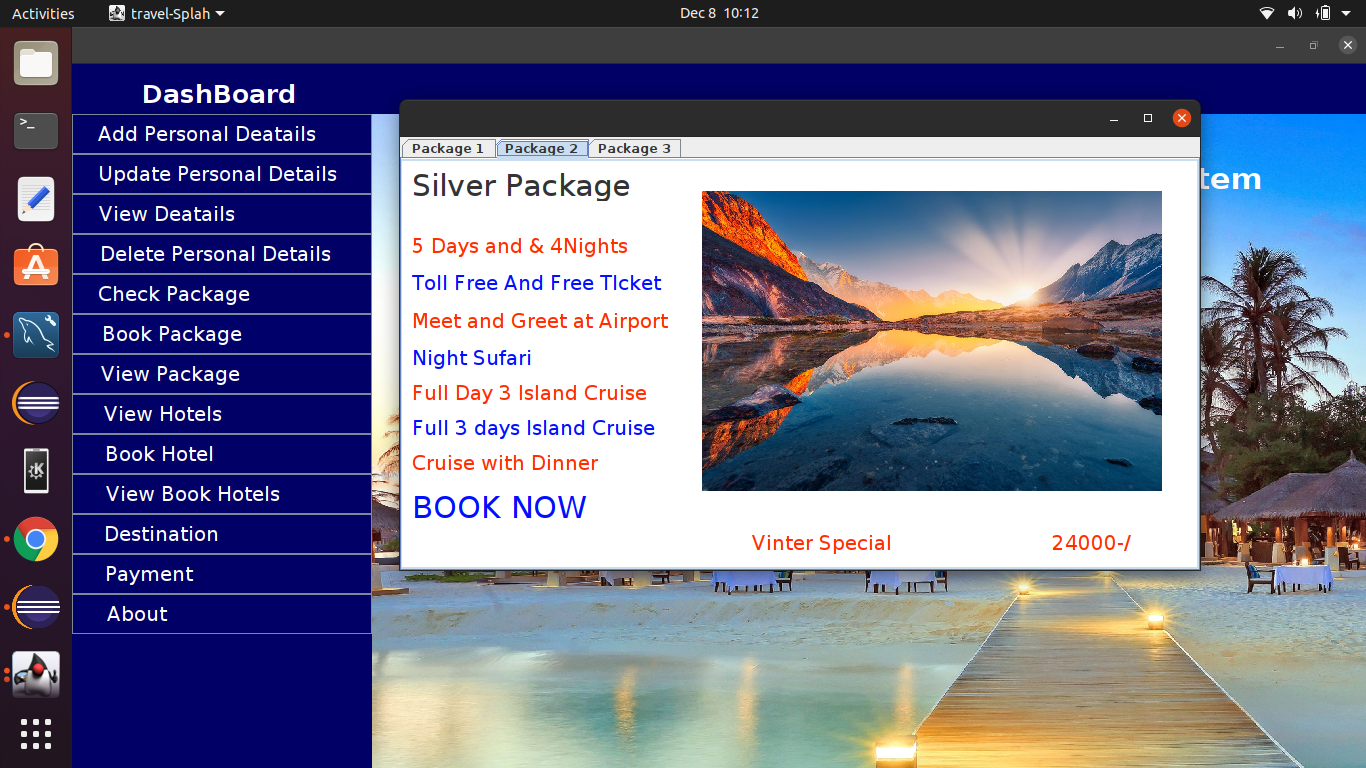 Activities travel-Splah Dec 8 10:12
DashBoard
Add Personal Deatails
Update Personal Details
View Deatails
Delete Personal Details
Check Package
Book Package
View Package
View Hotels
Book Hotel
View Book Hotels
Destination
Payment
About
tem
Package 1 Package 2 Package 3
Silver Package
5 Days and & 4Nights
Toll Free And Free TIcket
Meet and Greet at Airport
Night Sufari
Full Day 3 Island Cruise
Full 3 days Island Cruise
Cruise with Dinner
BOOK NOW
Vinter Special 24000-/